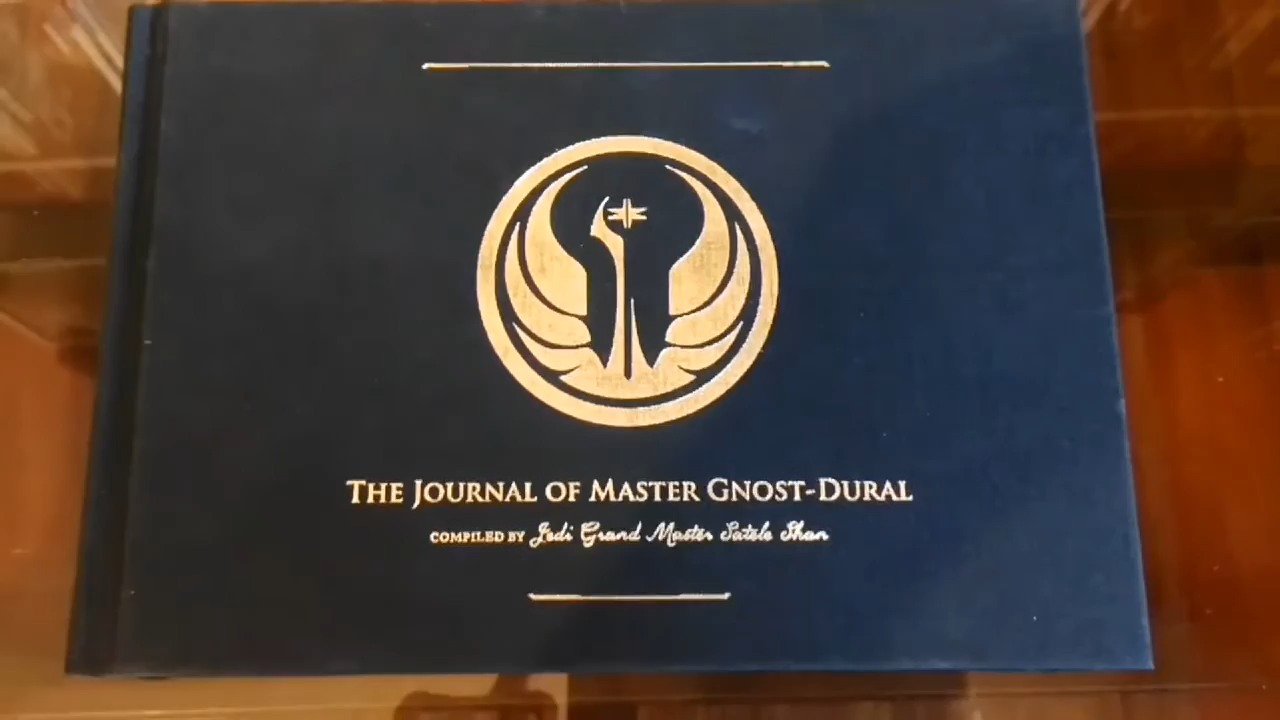 The Journal of Master Gnost-Dural
compiled by Jedi Grand Master Satele Shan